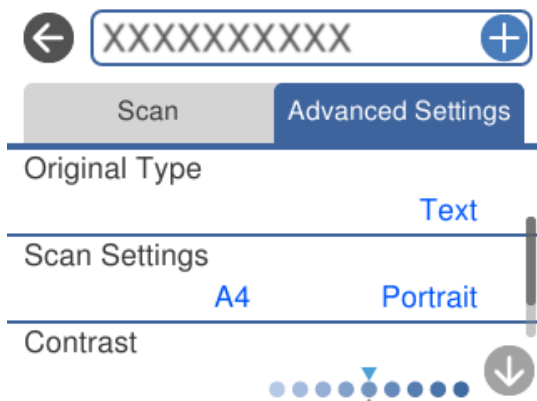 XXXXXXXXXX
Scan Advanced Settings
Original Type
Text
Scan Settings
A4 Portrait
Contrast